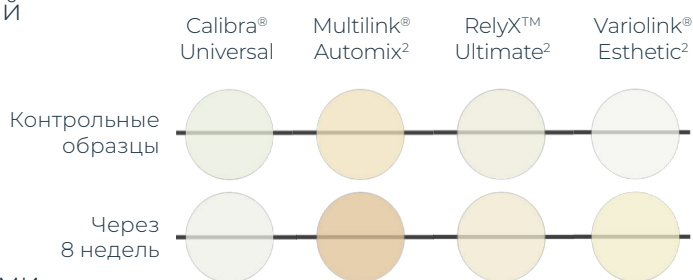 й
Calibra® Multilink® RelyX™ Variolink®
Universal Automix² Ultimate² Esthetic²
Контрольные
образцы
Через
8 недель